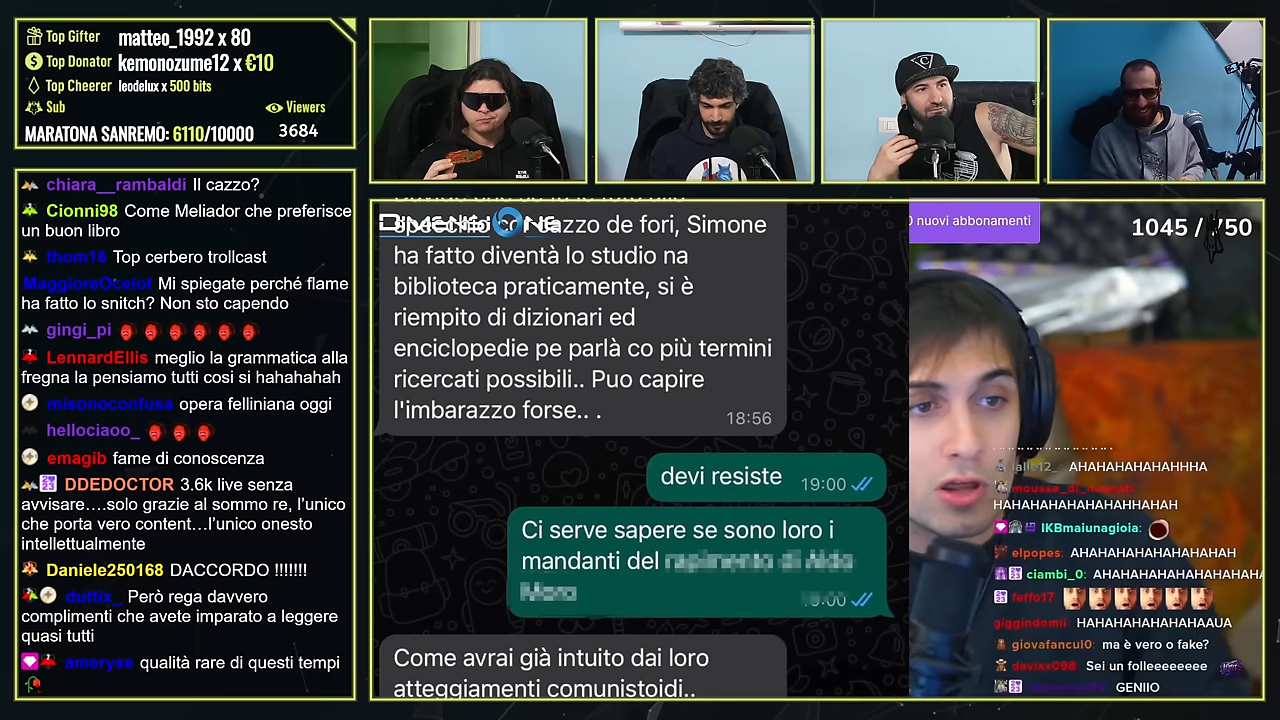 Top Gifter matteo_1992 x 80
Top Donator kemonozume12 x €10
Top Cheerer leodelux x 500 bits
Sub
Viewers
MARATONA SANREMO: 6110/10000
3684
chiara__rambaldi Il cazzo?
Cionni98 Come Meliador che preferisce
un buon libro
thom16 Top cerbero trollcast
MaggioreOcelot Mi spiegate perché flame
ha fatto lo snitch? Non sto capendo
gingi_pi
LennardEllis meglio la grammatica alla
fregna la pensiamo tutti cosi si hahahahah
misonoconfusa opera felliniana oggi
hellociaoo_
emagib fame di conoscenza
DDEDOCTOR 3.6k live senza
avvisare….solo grazie al sommo re, l'unico
che porta vero content…l'unico onesto
intellettualmente
Daniele250168 DACCORDO !!!!!!!
duttix_ Però rega davvero
complimenti che avete imparato a leggere
quasi tutti
ameryse qualità rare di questi tempi
cazzo de fori, Simone
ha fatto diventà lo studio na
biblioteca praticamente, si è
riempito di dizionari ed
enciclopedie pe parlà co più termini
ricercati possibili.. Puo capire
l'imbarazzo forse.. .
18:56
devi resiste
19:00
Ci serve sapere se sono loro i
mandanti del
Come avrai già intuito dai loro
atteggiamenti comunistoidi..
nuovi abbonamenti
1045 / 750
lalle12_ AHAHAHAHAHAHHHA
HAHAHAHAHAHAHAHHAHAH
IKBmaiunagioia:
elpopes: AHAHAHAHAHAHAHAHAH
ciambi_0: AHAHAHAHAHAHAHAHA
feffo17
giggindomii HAHAHAHAHAHAHAAUA
giovafancul0: ma è vero o fake?
davixx098 Sei un folleeeeeeee
GENIIO